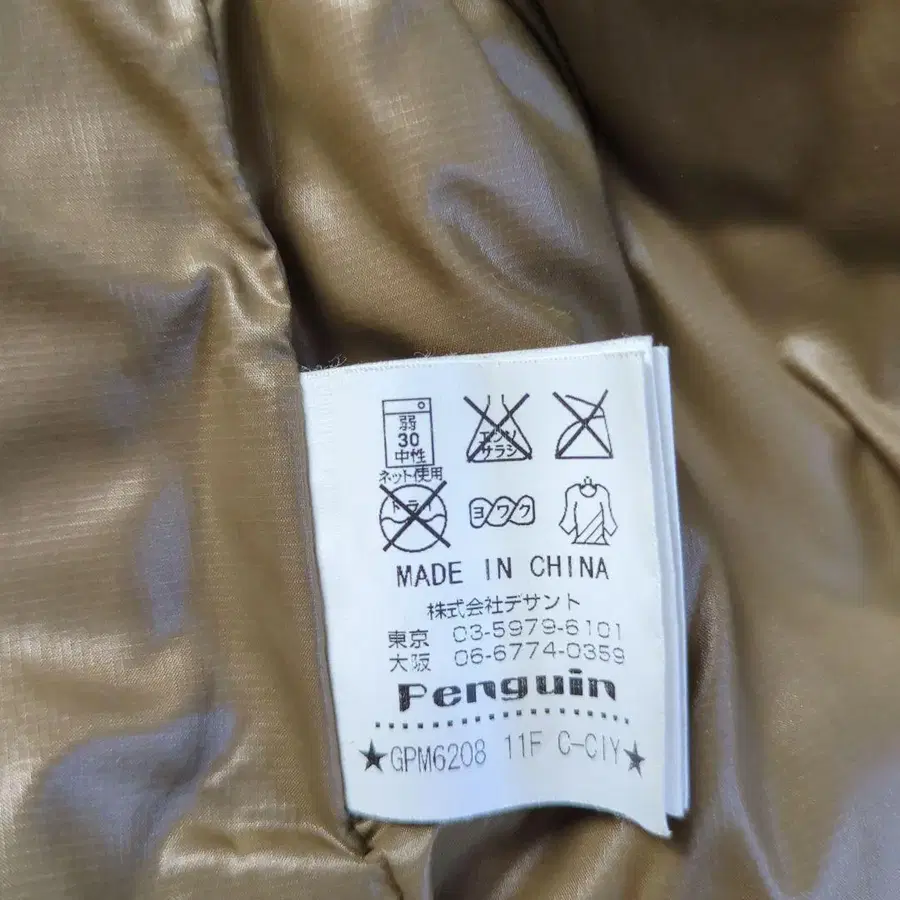 弱
30
中性
ネット使用
エンソ
サラシ
ドライ
ヨワク
MADE IN CHINA
株式会社デサント
東京 03-5979-6101
大阪 06-6774-0359
Penguin
★GPM6208 11F C-CIY★